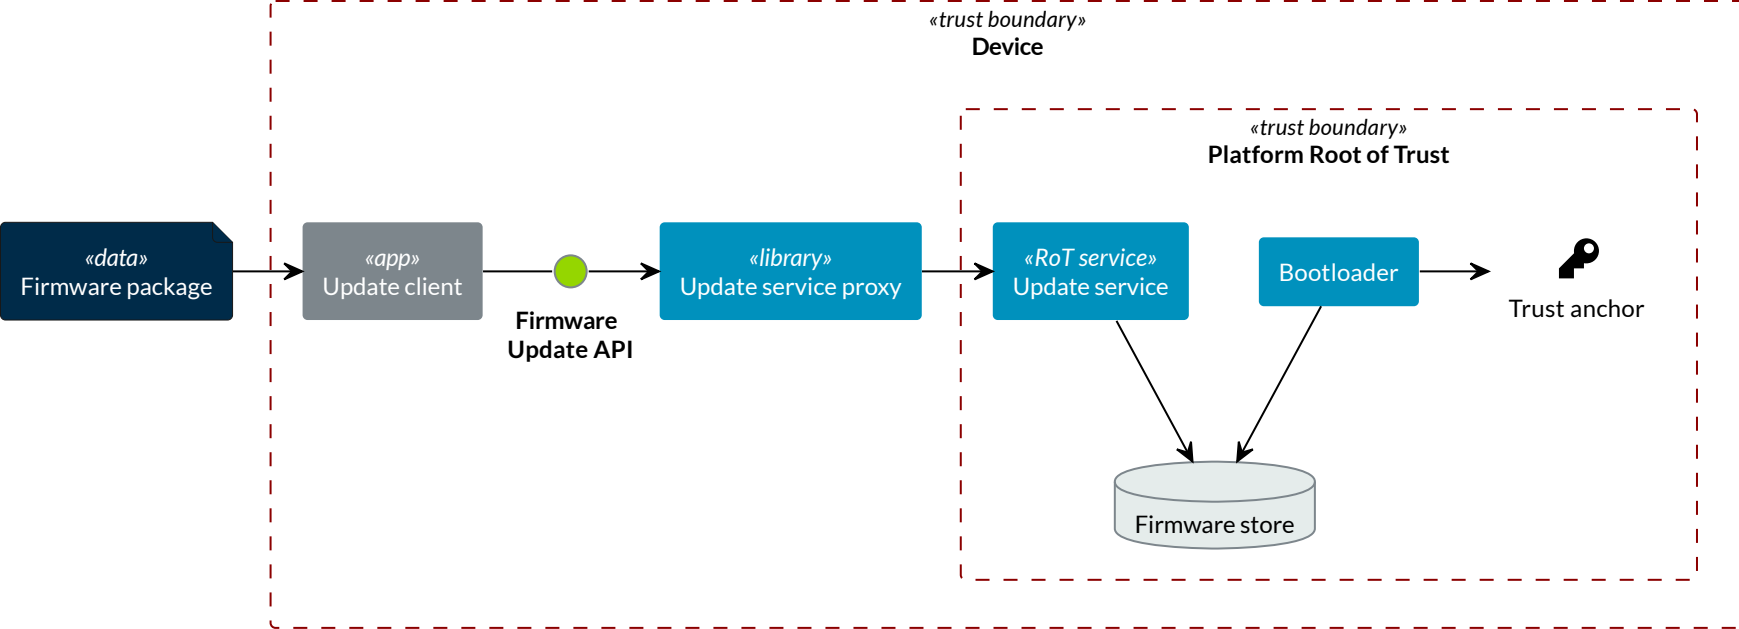 «trust boundary»
Device
«trust boundary»
Platform Root of Trust
«data»
Firmware package
«app»
Update client
Firmware
Update API
«library»
Update service proxy
«RoT service»
Update service
Bootloader
Trust anchor
Firmware store